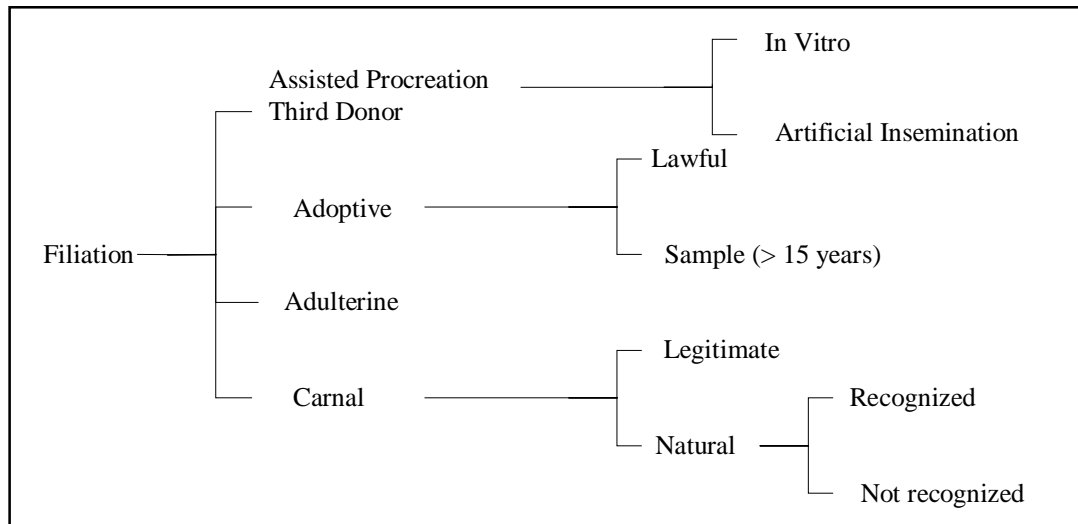 In Vitro
Assisted Procreation
Third Donor
Artificial Insemination
Lawful
Adoptive
Filiation
Sample (> 15 years)
Adulterine
Legitimate
Carnal
Recognized
Natural
Not recognized